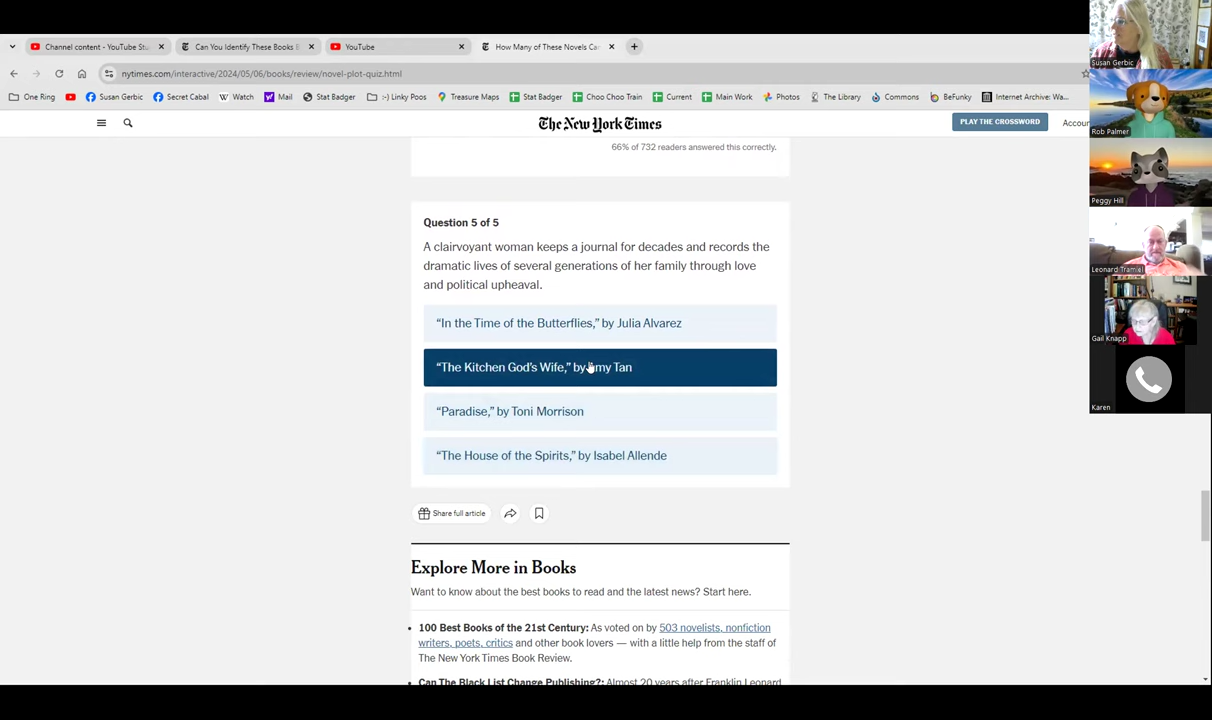 Channel content - YouTube Stu
Can You Identify These Books B
YouTube
How Many of These Novels Ca
nytimes.com/interactive/2024/05/06/books/review/novel-plot-quiz.html
One Ring
Susan Gerbic
Secret Cabal
Watch
Mail
Stat Badger
:-) Linky Poos
Treasure Maps
Stat Badger
Choo Choo Train
Current
Main Work
Photos
The Library
Commons
BeFunky
Internet Archive: Wa...
The New York Times
PLAY THE CROSSWORD
Accou
66% of 732 readers answered this correctly.
Question 5 of 5
A clairvoyant woman keeps a journal for decades and records the
dramatic lives of several generations of her family through love
and political upheaval.
“In the Time of the Butterflies,” by Julia Alvarez
“The Kitchen God’s Wife,” by Amy Tan
“Paradise,” by Toni Morrison
“The House of the Spirits,” by Isabel Allende
Share full article
Explore More in Books
Want to know about the best books to read and the latest news? Start here.
• 100 Best Books of the 21st Century: As voted on by 503 novelists, nonfiction
writers, poets, critics and other book lovers — with a little help from the staff of
The New York Times Book Review.
• Can The Black List Change Publishing?: Almost 20 years after Franklin Leonard
Susan Gerbic
Rob Palmer
Peggy Hill
Leonard Tramiel
Gail Knapp
Karen